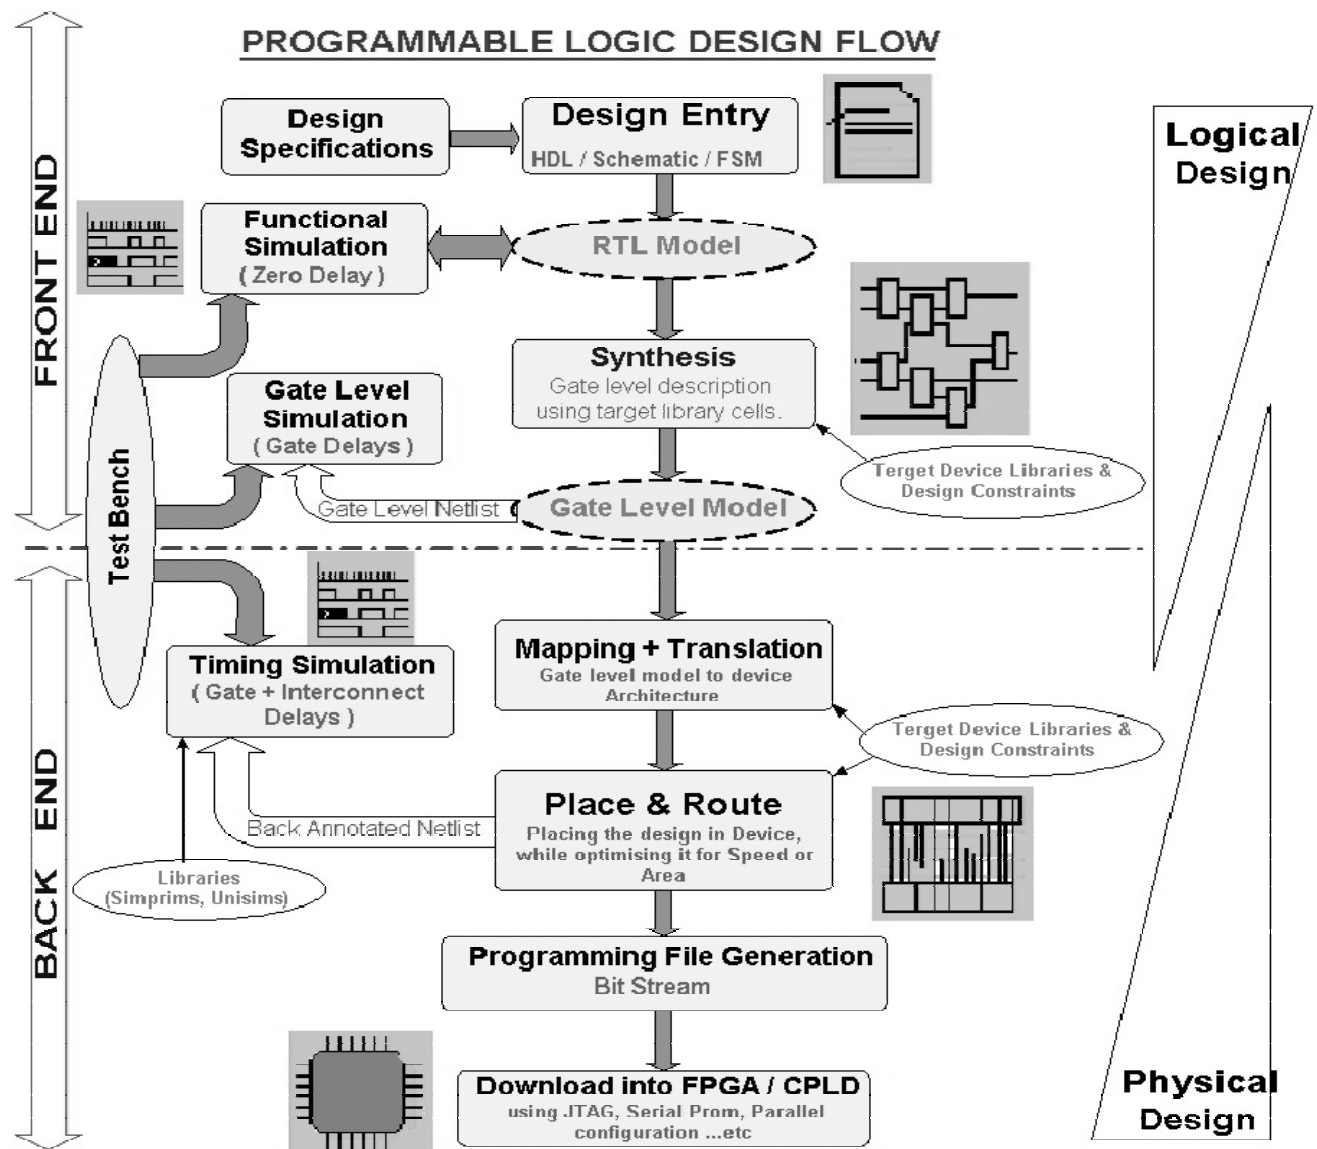 PROGRAMMABLE LOGIC DESIGN FLOW
FRONT END
Design
Specifications
Design Entry
HDL / Schematic / FSM
Logical
Design
Functional
Simulation
( Zero Delay )
RTL Model
Synthesis
Gate level description
using target library cells.
Gate Level
Simulation
( Gate Delays )
Terget Device Libraries &
Design Constraints
Gate Level Netlist
Gate Level Model
Test Bench
BACK END
Timing Simulation
( Gate + Interconnect
Delays )
Mapping + Translation
Gate level model to device
Architecture
Terget Device Libraries &
Design Constraints
Place & Route
Placing the design in Device,
while optimising it for Speed or
Area
Back Annotated Netlist
Libraries
(Simprims, Unisims)
Programming File Generation
Bit Stream
Download into FPGA / CPLD
using JTAG, Serial Prom, Parallel
configuration ...etc
Physical
Design